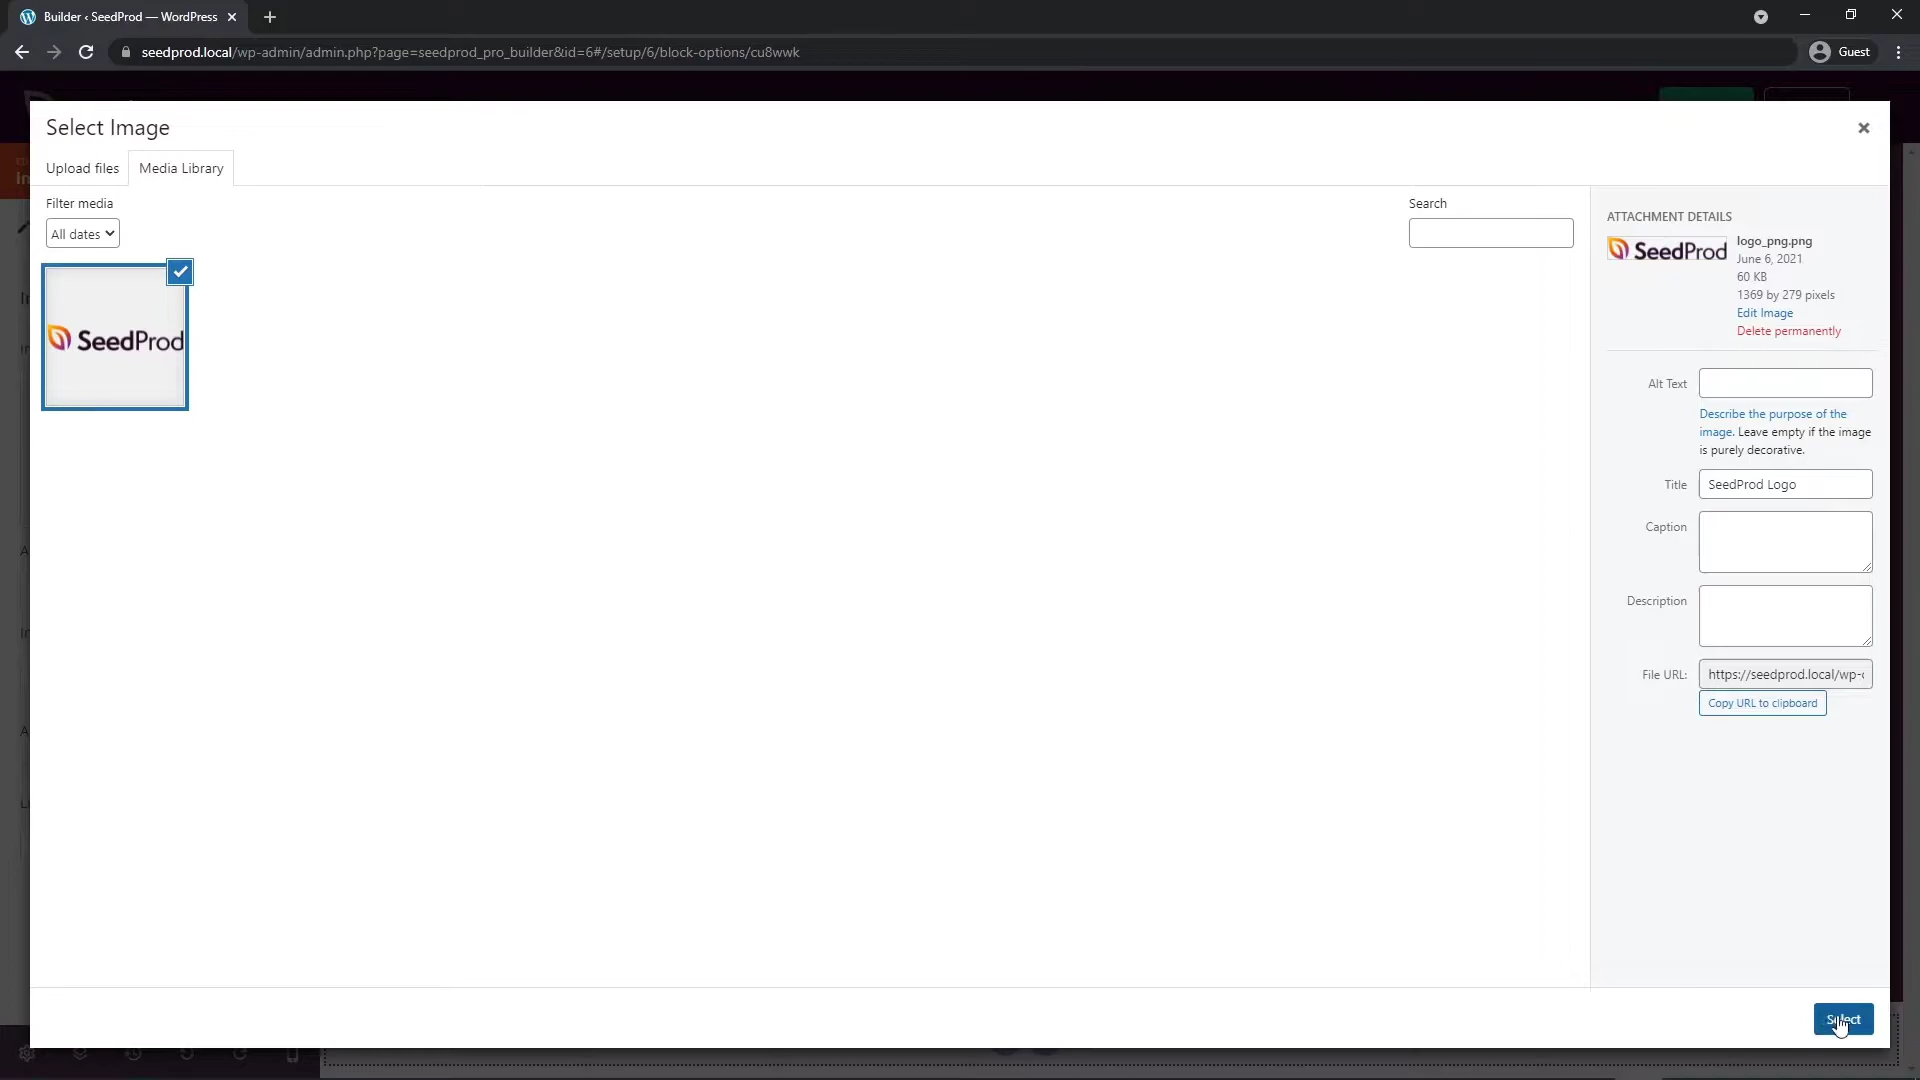 Builder ‹ SeedProd — WordPress
seedprod.local/wp-admin/admin.php?page=seedprod_pro_builder&id=6#/setup/6/block-options/cu8wwk
Guest
Select Image
Upload files
Media Library
Filter media
All dates
Search
SeedProd
ATTACHMENT DETAILS
SeedProd
logo_png.png
June 6, 2021
60 KB
1369 by 279 pixels
Edit Image
Delete permanently
Alt Text
Describe the purpose of the
image. Leave empty if the image
is purely decorative.
Title
SeedProd Logo
Caption
Description
File URL:
https://seedprod.local/wp-
Copy URL to clipboard
Select